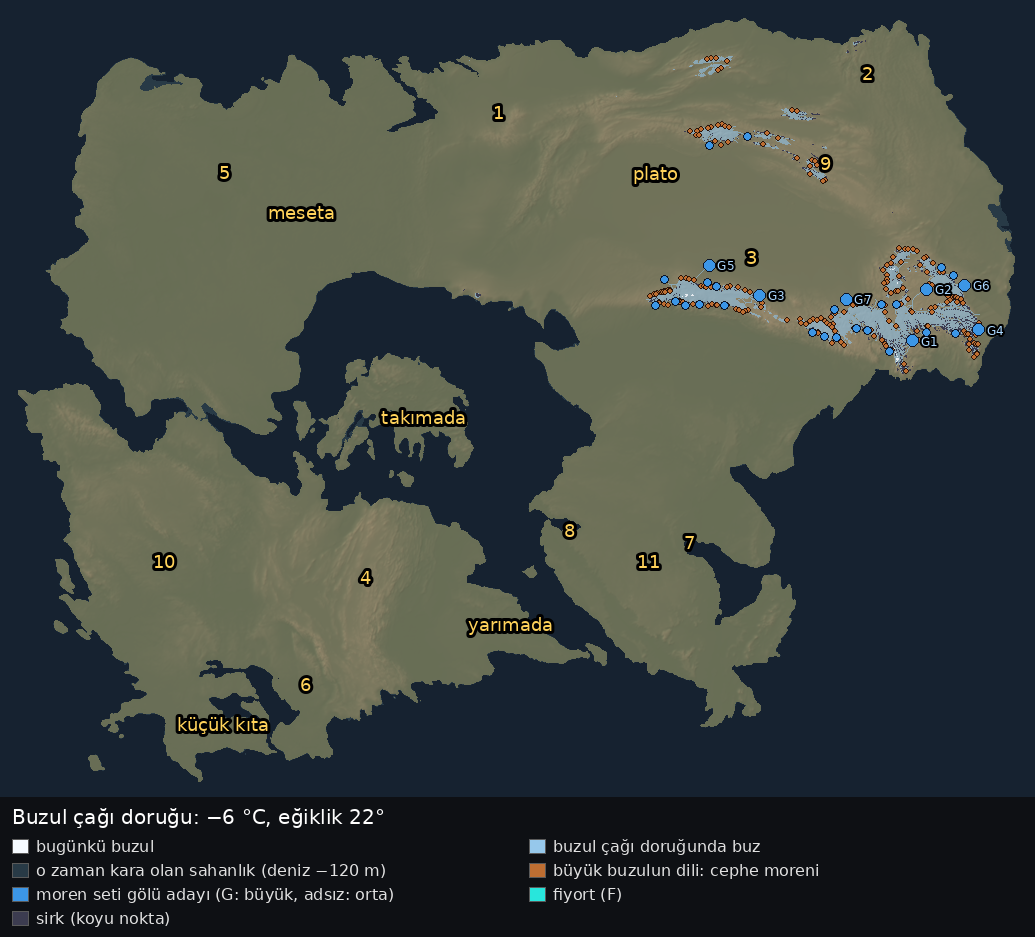 1
2
9
5
plato
meseta
3
G5
G6
G2
G3
G7
G4
G1
takımada
8
7
10
11
4
yarımada
6
küçük kıta
Buzul çağı doruğu: −6 °C, eğiklik 22°
bugünkü buzul
buzul çağı doruğunda buz
o zaman kara olan sahanlık (deniz −120 m)
büyük buzulun dili: cephe moreni
moren seti gölü adayı (G: büyük, adsız: orta)
fiyort (F)
sirk (koyu nokta)